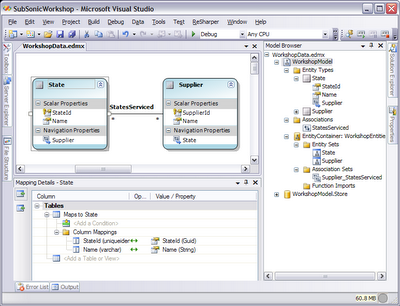 SubSonicWorkshop - Microsoft Visual Studio
File Edit View Project Build Debug Data Tools Test ReSharper Window Help
Debug Any CPU
WorkshopData.edmx
State
Scalar Properties
StateId
Name
Navigation Properties
Supplier
StatesServiced
* *
Supplier
Scalar Properties
SupplierId
Name
Navigation Properties
State
Mapping Details - State
Column Op... Value / Property
Tables
Maps to State
<Add a Condition>
Column Mappings
StateId (uniqueider StateId (Guid)
Name (varchar) Name (String)
<Add a Table or View>
Error List Output
Model Browser
WorkshopData.edmx
WorkshopModel
Entity Types
State
StateId
Name
Supplier
Supplier
Associations
StatesServiced
EntityContainer: WorkshopEntitie
Entity Sets
State
Supplier
Association Sets
Supplier_StatesServiced
Function Imports
WorkshopModel.Store
Toolbox
Server Explorer
File Structure
Solution Explorer
Properties
60.8 MB